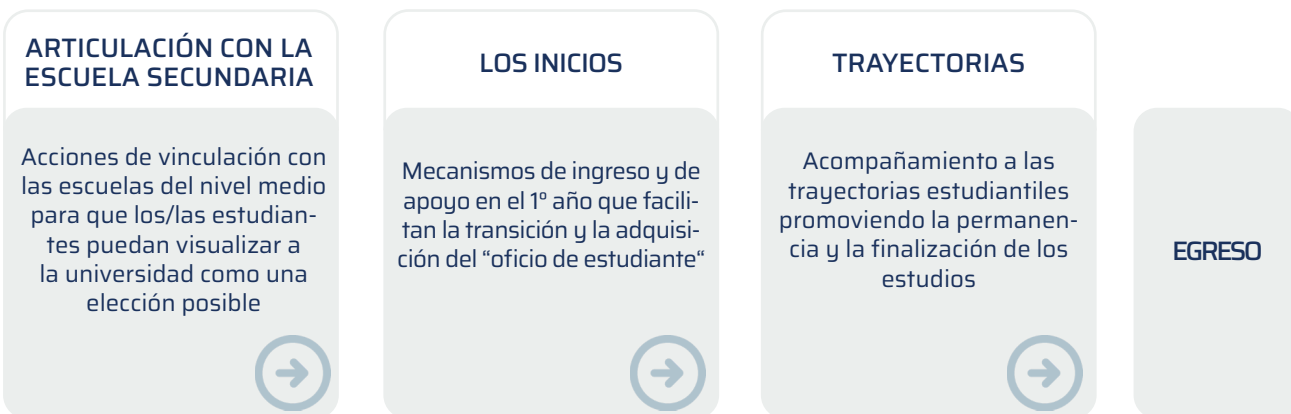 ARTICULACIÓN CON LA
ESCUELA SECUNDARIA
Acciones de vinculación con
las escuelas del nivel medio
para que los/las estudian-
tes puedan visualizar a
la universidad como una
elección posible
LOS INICIOS
Mecanismos de ingreso y de
apoyo en el 1º año que facili-
tan la transición y la adquisi-
ción del “oficio de estudiante“
TRAYECTORIAS
Acompañamiento a las
trayectorias estudiantiles
promoviendo la permanen-
cia y la finalización de los
estudios
EGRESO